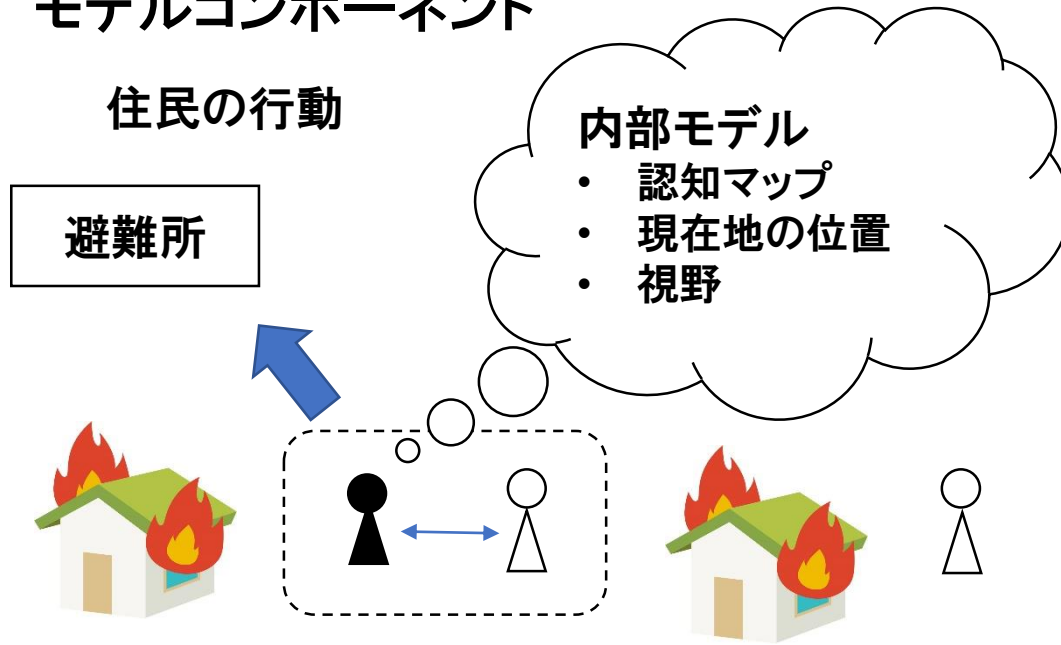 モデルコンポーネント
住民の行動
避難所
内部モデル
• 認知マップ
• 現在地の位置
• 視野